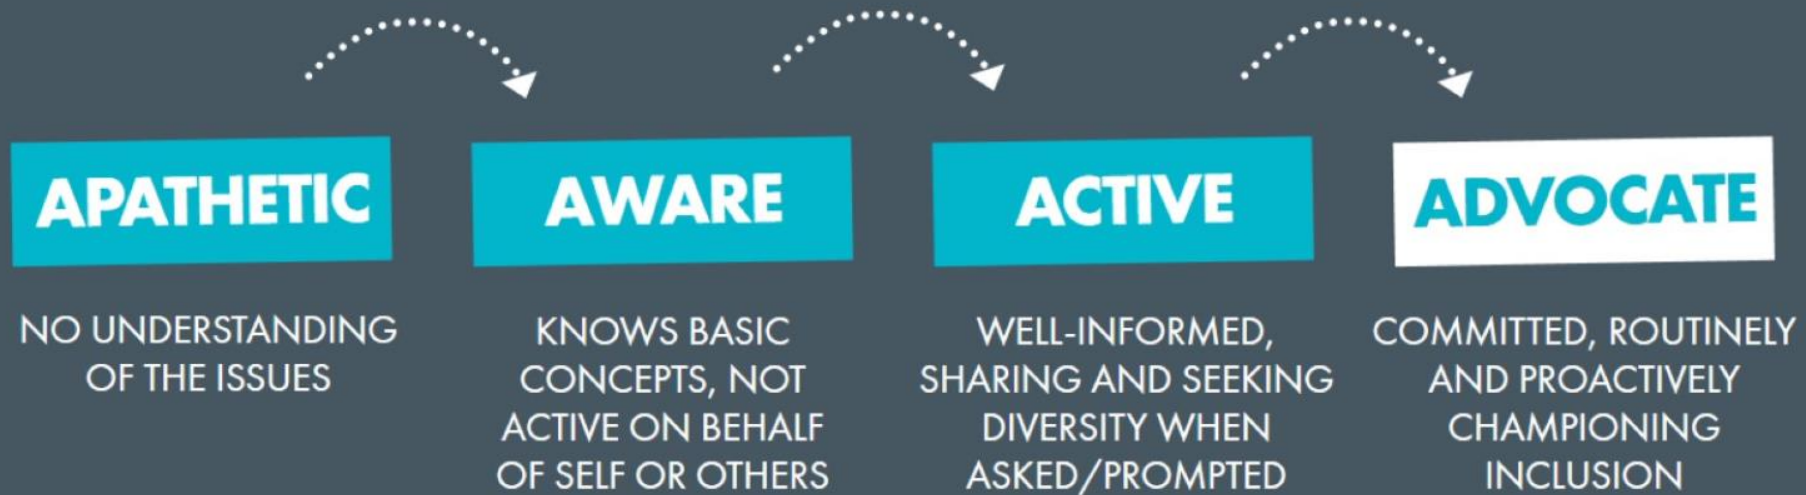 APATHETIC
NO UNDERSTANDING
OF THE ISSUES
AWARE
KNOWS BASIC
CONCEPTS, NOT
ACTIVE ON BEHALF
OF SELF OR OTHERS
ACTIVE
WELL-INFORMED,
SHARING AND SEEKING
DIVERSITY WHEN
ASKED/PROMPTED
ADVOCATE
COMMITTED, ROUTINELY
AND PROACTIVELY
CHAMPIONING
INCLUSION